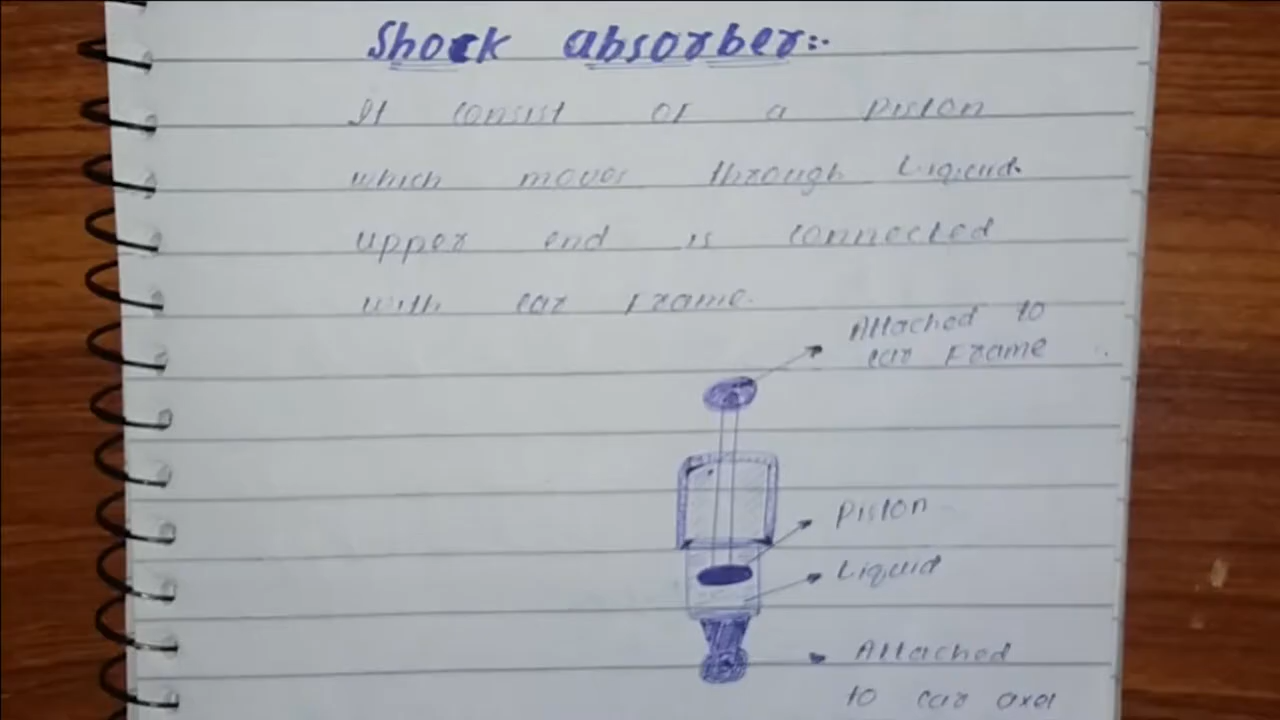 Shock absorber:-
It consist of a piston
which moves through Liquid.
upper end is connected
with car frame.
Attached to
car Frame
Piston
Liquid
Attached
to car axel